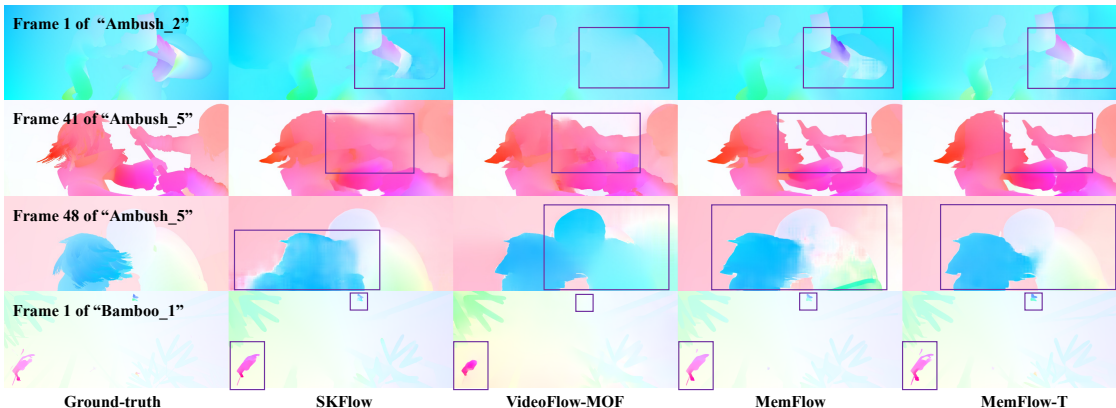 Frame 1 of “Ambush_2”
Frame 41 of “Ambush_5”
Frame 48 of “Ambush_5”
Frame 1 of “Bamboo_1”
Ground-truth SKFlow VideoFlow-MOF MemFlow MemFlow-T